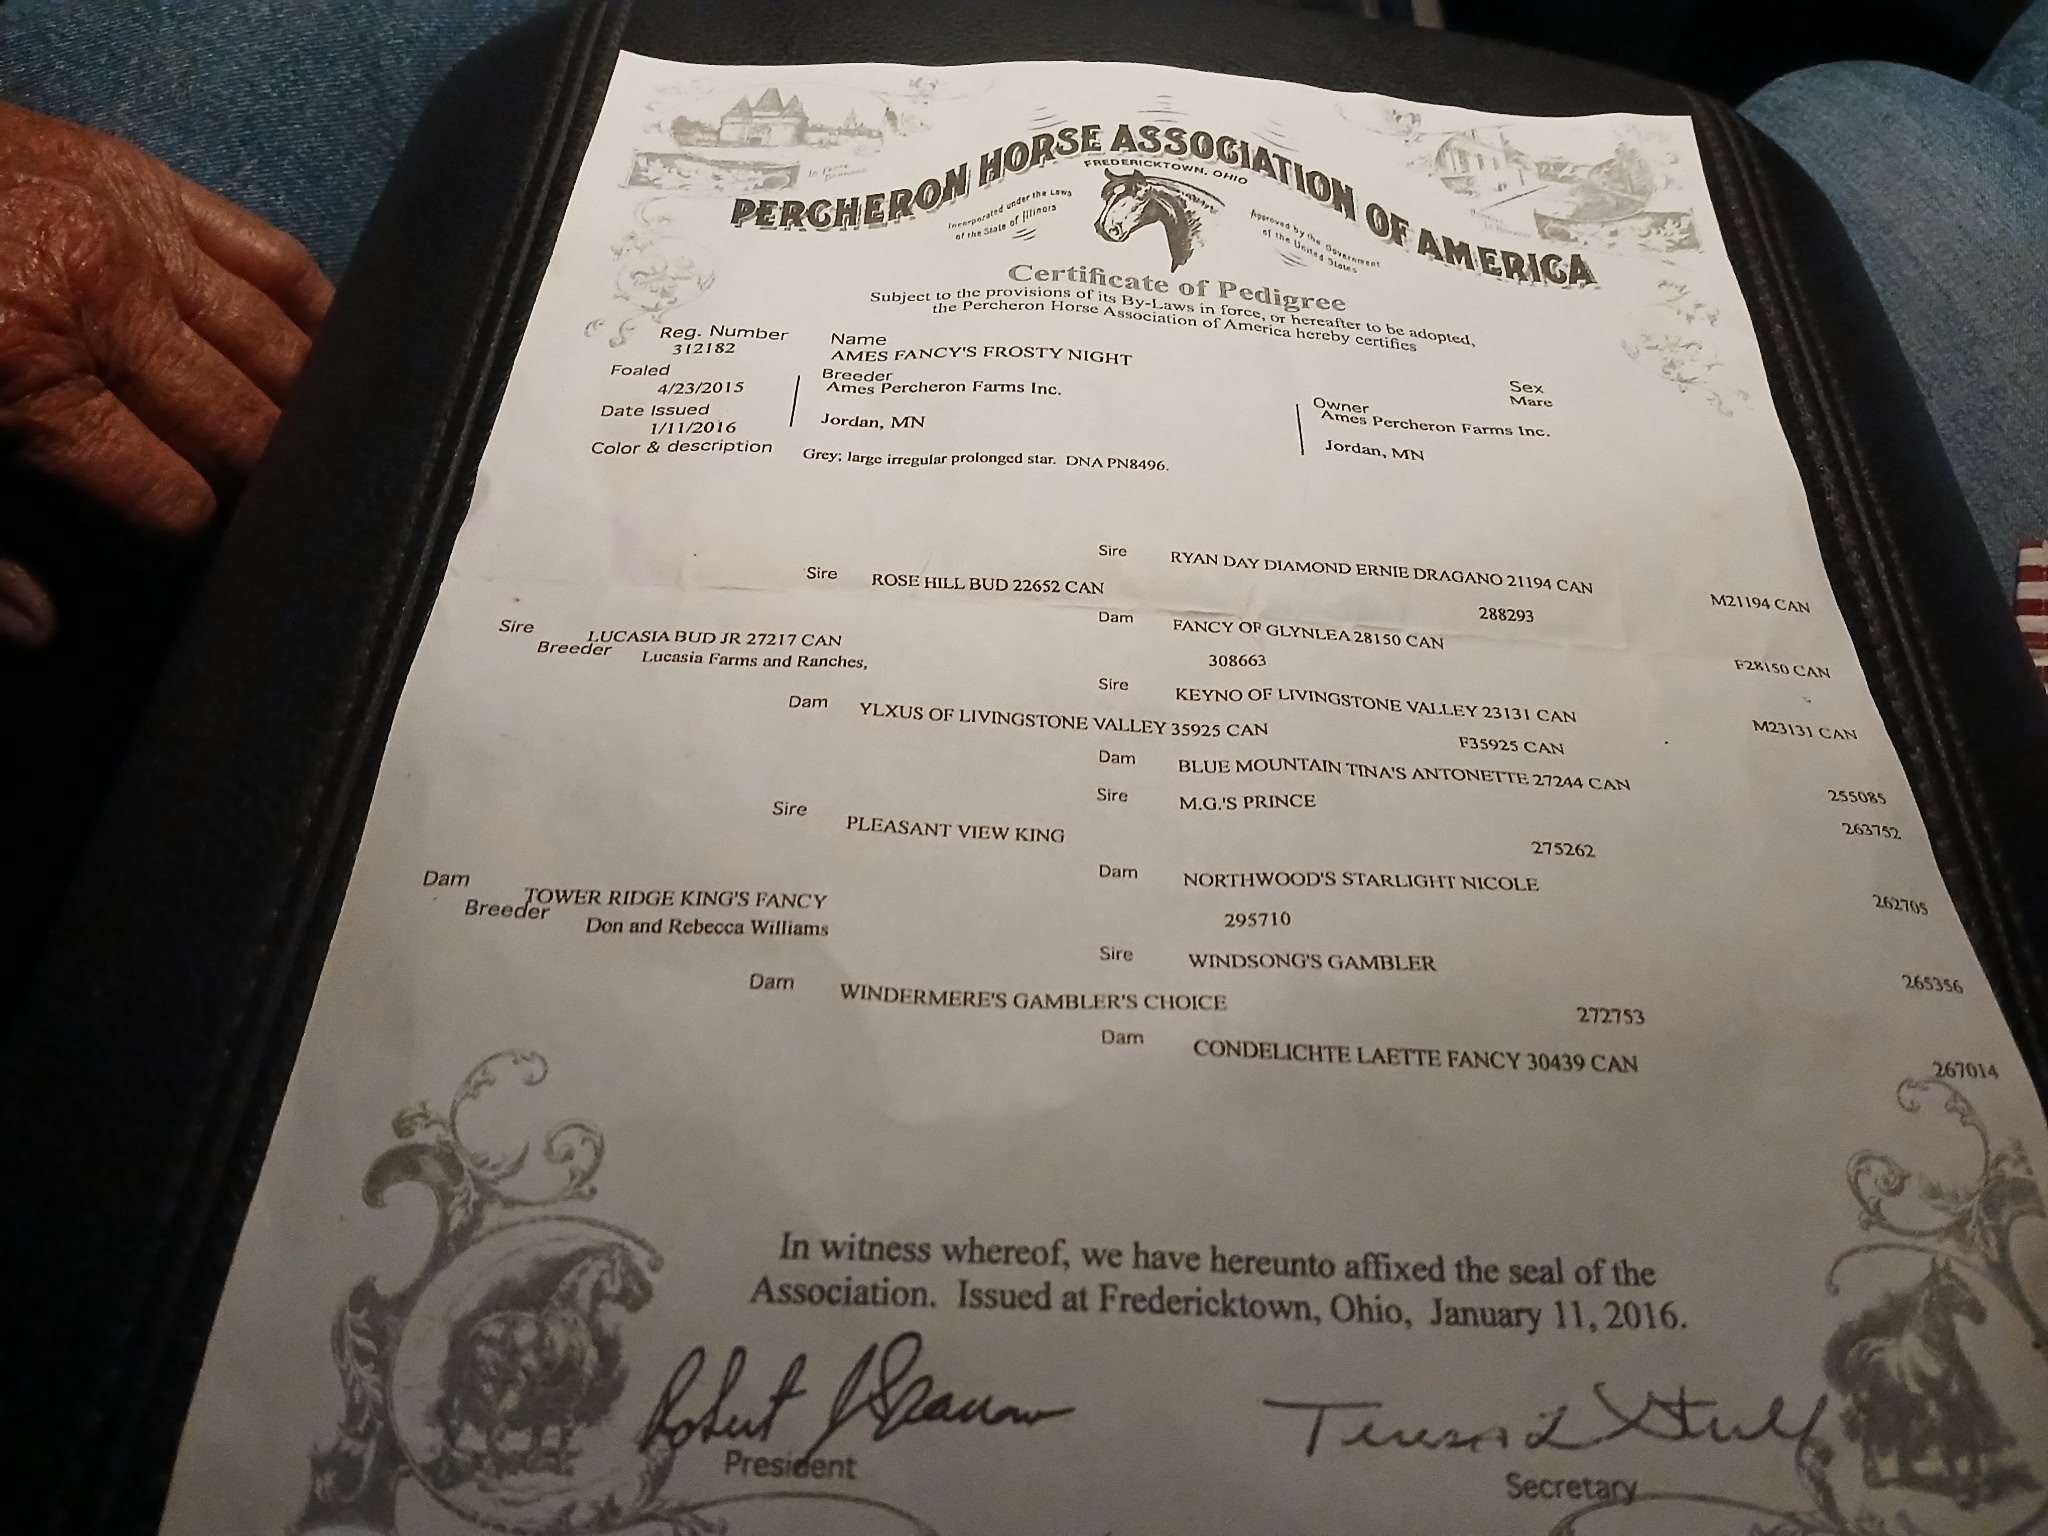 PERCHERON HORSE ASSOCIATION OF AMERICA
FREDERICKTOWN, OHIO
Incorporated under the Laws
of the State of Illinois
Approved by the Government
of the United States
Certificate of Pedigree
Subject to the provisions of its By-Laws in force, or hereafter to be adopted,
the Percheron Horse Association of America hereby certifies
Reg. Number
312182
Name
AMES FANCY'S FROSTY NIGHT
Foaled
4/23/2015
Breeder
Ames Percheron Farms Inc.
Jordan, MN
Sex
Mare
Owner
Ames Percheron Farms Inc.
Jordan, MN
Date Issued
1/11/2016
Color & description
Grey; large irregular prolonged star. DNA PN8496.
Sire RYAN DAY DIAMOND ERNIE DRAGANO 21194 CAN
M21194 CAN
Sire ROSE HILL BUD 22652 CAN
288293
Dam FANCY OF GLYNLEA 28150 CAN
F28150 CAN
Sire LUCASIA BUD JR 27217 CAN
308663
Breeder Lucasia Farms and Ranches,
Sire KEYNO OF LIVINGSTONE VALLEY 23131 CAN
M23131 CAN
Dam YLXUS OF LIVINGSTONE VALLEY 35925 CAN
F35925 CAN
Dam BLUE MOUNTAIN TINA'S ANTONETTE 27244 CAN
255085
Sire M.G.'S PRINCE
263752
Sire PLEASANT VIEW KING
275262
Dam NORTHWOOD'S STARLIGHT NICOLE
262705
Dam TOWER RIDGE KING'S FANCY
295710
Breeder Don and Rebecca Williams
Sire WINDSONG'S GAMBLER
265356
Dam WINDERMERE'S GAMBLER'S CHOICE
272753
Dam CONDELICHTE LAETTE FANCY 30439 CAN
267014
In witness whereof, we have hereunto affixed the seal of the
Association. Issued at Fredericktown, Ohio, January 11, 2016.
Robert
President
Secretary